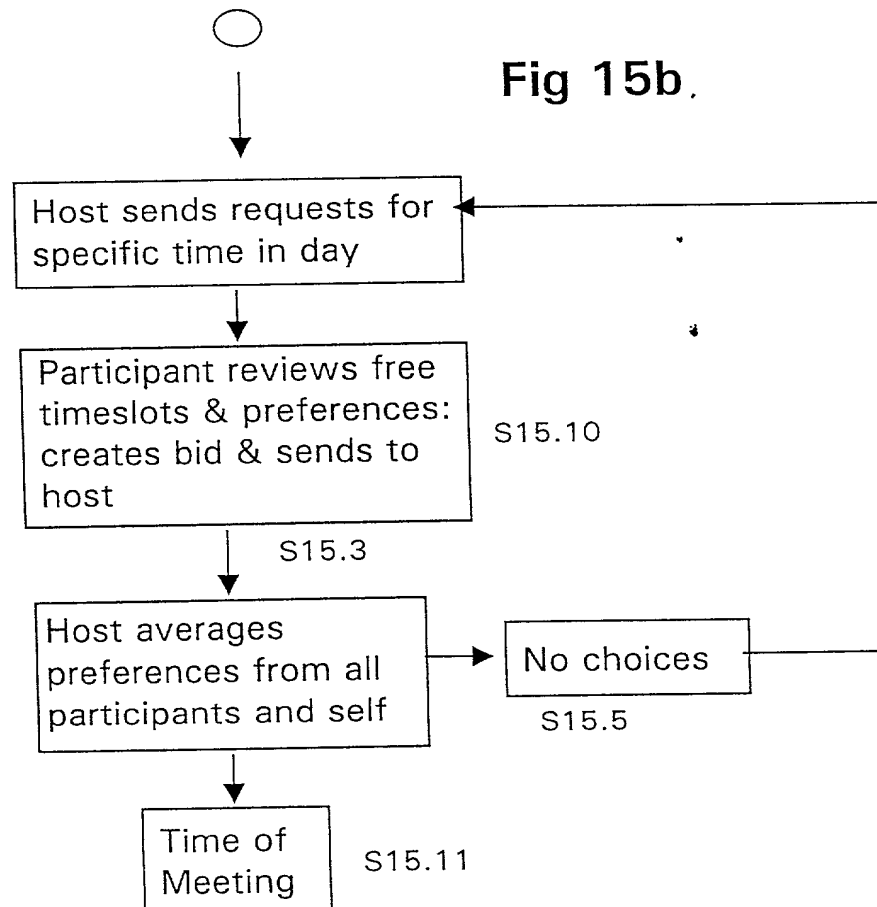 Fig 15b.
Host sends requests for
specific time in day
Participant reviews free
timeslots & preferences:
creates bid & sends to
host
S15.10
S15.3
Host averages
preferences from all
participants and self
No choices
S15.5
Time of
Meeting
S15.11